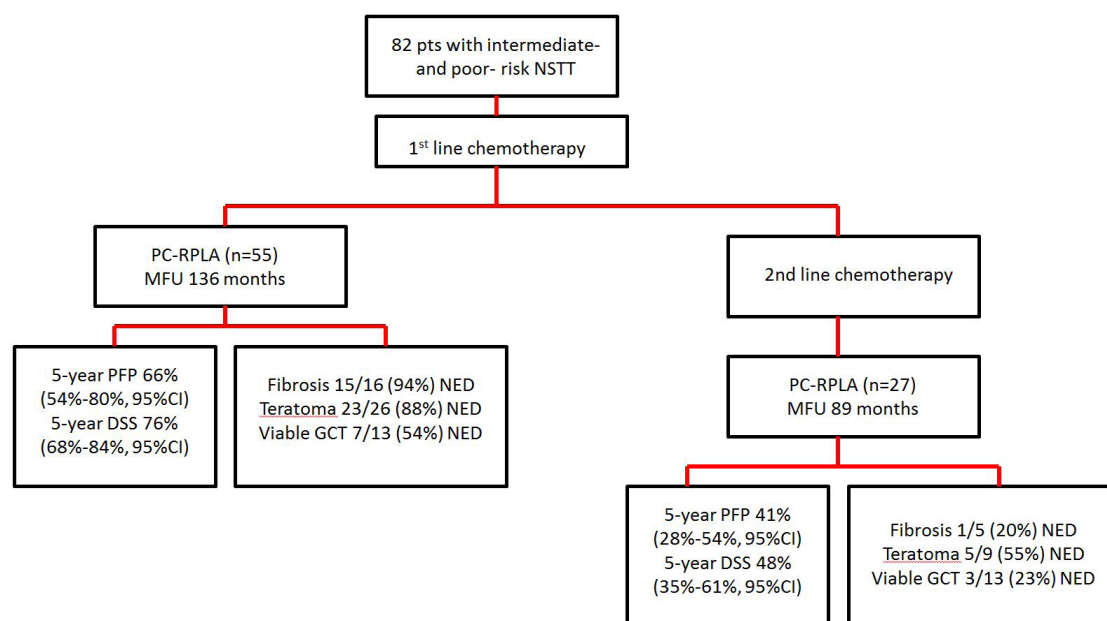 82 pts with intermediate-
and poor- risk NSTT
1st line chemotherapy
PC-RPLA (n=55)
MFU 136 months
2nd line chemotherapy
5-year PFP 66%
(54%-80%, 95%CI)
5-year DSS 76%
(68%-84%, 95%CI)
Fibrosis 15/16 (94%) NED
Teratoma 23/26 (88%) NED
Viable GCT 7/13 (54%) NED
PC-RPLA (n=27)
MFU 89 months
5-year PFP 41%
(28%-54%, 95%CI)
5-year DSS 48%
(35%-61%, 95%CI)
Fibrosis 1/5 (20%) NED
Teratoma 5/9 (55%) NED
Viable GCT 3/13 (23%) NED